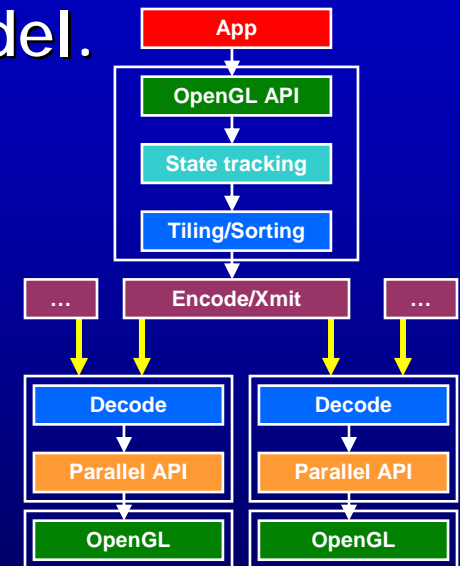 del.
App
OpenGL API
State tracking
Tiling/Sorting
... Encode/Xmit ...
Decode Decode
Parallel API Parallel API
OpenGL OpenGL